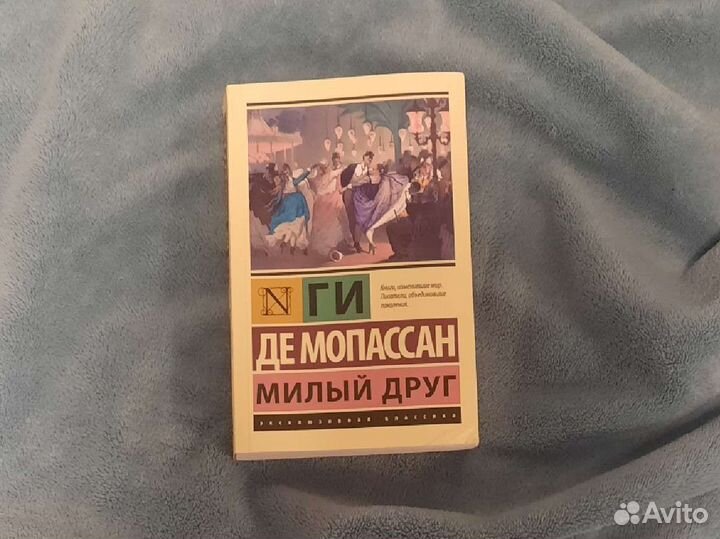 N
ГИ
Книги, изменившие мир.
Писатели, объединившие
поколения.
ДЕ МОПАССАН
МИЛЫЙ ДРУГ
ЭКСКЛЮЗИВНАЯ КЛАССИКА
Avito